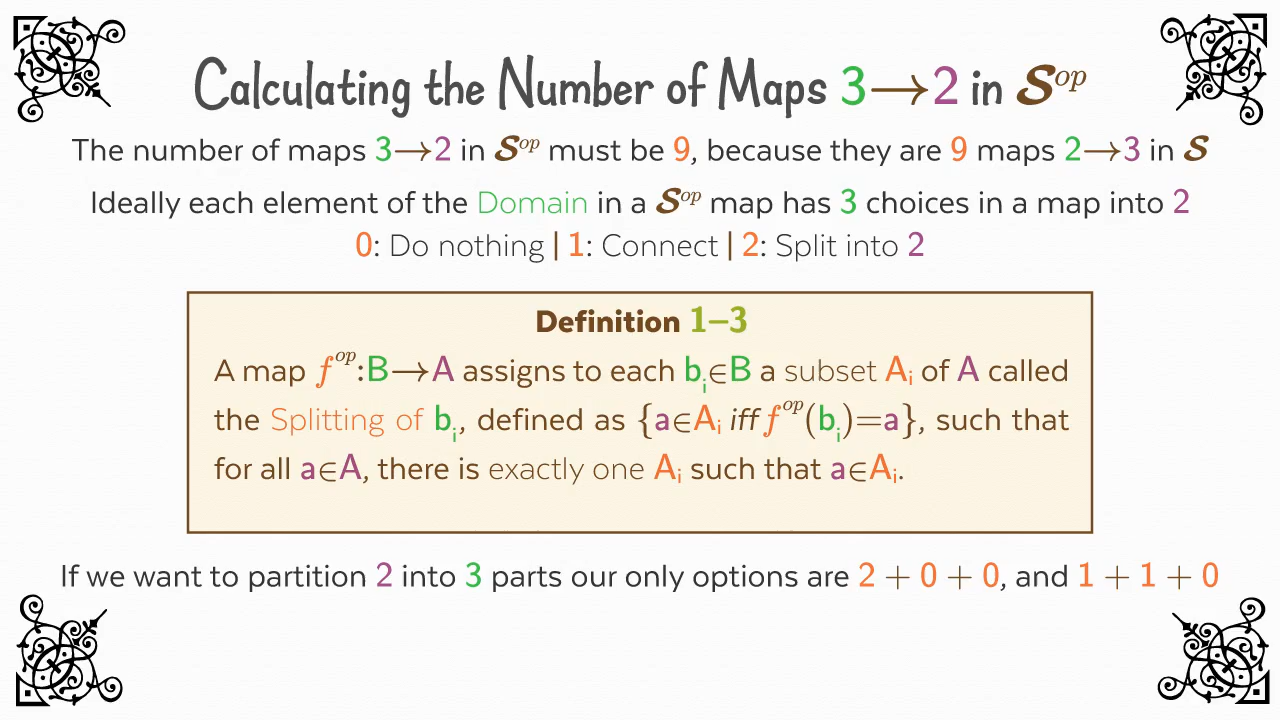 Calculating the Number of Maps 3→2 in 𝓢ᵒᵖ
The number of maps 3→2 in 𝓢ᵒᵖ must be 9, because they are 9 maps 2→3 in 𝓢
Ideally each element of the Domain in a 𝓢ᵒᵖ map has 3 choices in a map into 2
0: Do nothing | 1: Connect | 2: Split into 2
Definition 1–3
A map fᵒᵖ:B→A assigns to each bᵢ∈B a subset Aᵢ of A called
the Splitting of bᵢ, defined as {a∈Aᵢ iff fᵒᵖ(bᵢ)=a}, such that
for all a∈A, there is exactly one Aᵢ such that a∈Aᵢ.
If we want to partition 2 into 3 parts our only options are 2 + 0 + 0, and 1 + 1 + 0